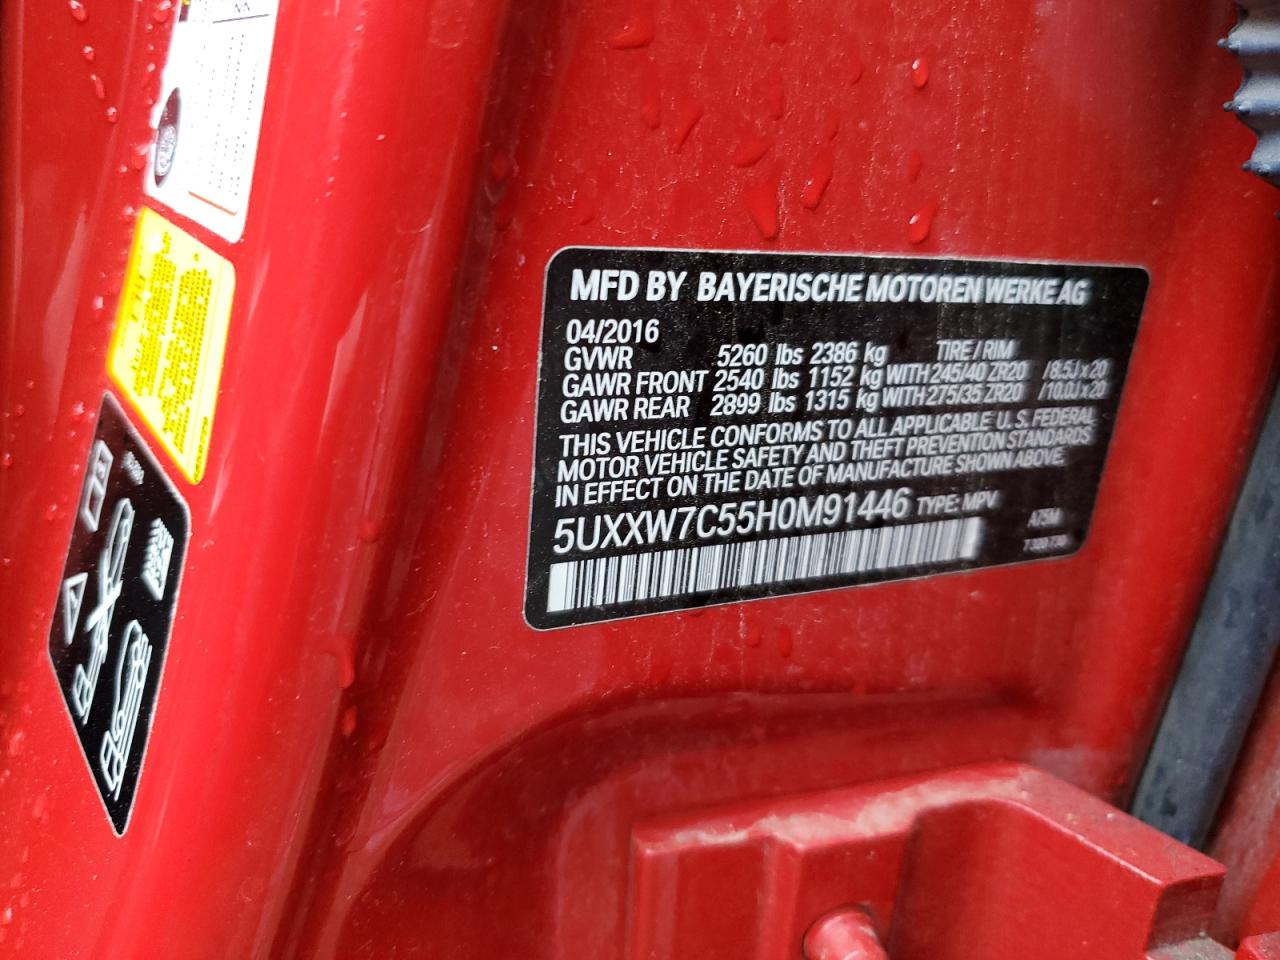 MFD BY BAYERISCHE MOTOREN WERKE AG
04/2016
GVWR 5260 lbs 2386 kg TIRE / RIM
GAWR FRONT 2540 lbs 1152 kg WITH 245/40 ZR20 /8.5J x 20
GAWR REAR 2899 lbs 1315 kg WITH 275/35 ZR20 /10.0J x 20
THIS VEHICLE CONFORMS TO ALL APPLICABLE U. S. FEDERAL
MOTOR VEHICLE SAFETY AND THEFT PREVENTION STANDARDS
IN EFFECT ON THE DATE OF MANUFACTURE SHOWN ABOVE.
5UXXW7C55H0M91446 TYPE: MPV
A75M